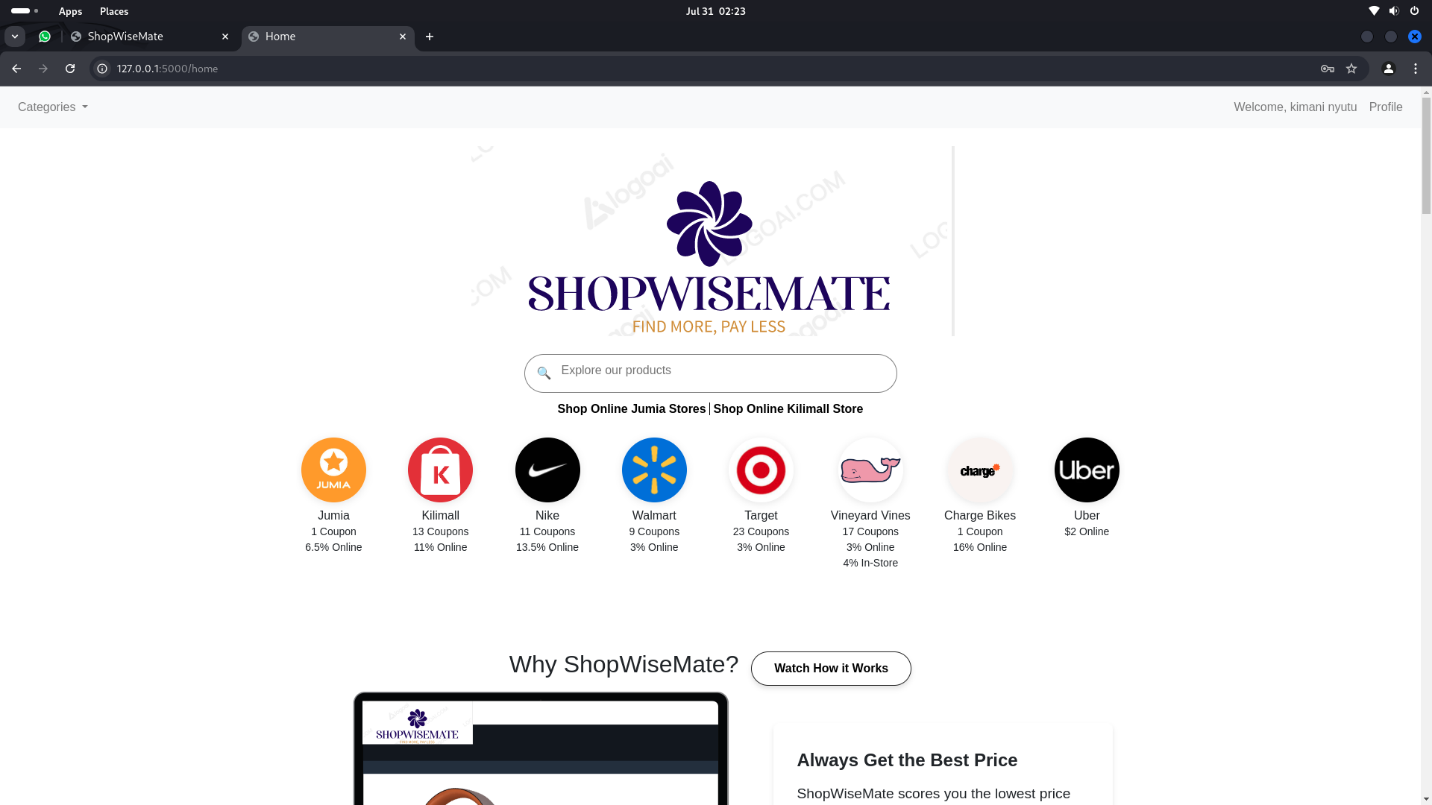 Apps Places Jul 31 02:23
ShopWiseMate Home
127.0.0.1:5000/home
Categories Welcome, kimani nyutu Profile
logoai
LOGOAI.COM
SHOPWISEMATE
FIND MORE, PAY LESS
Explore our products
Shop Online Jumia Stores | Shop Online Kilimall Store
JUMIA K charge Uber
Jumia Kilimall Nike Walmart Target Vineyard Vines Charge Bikes Uber
1 Coupon 13 Coupons 11 Coupons 9 Coupons 23 Coupons 17 Coupons 1 Coupon $2 Online
6.5% Online 11% Online 13.5% Online 3% Online 3% Online 3% Online 16% Online
4% In-Store
Why ShopWiseMate? Watch How it Works
SHOPWISEMATE
Always Get the Best Price
ShopWiseMate scores you the lowest price